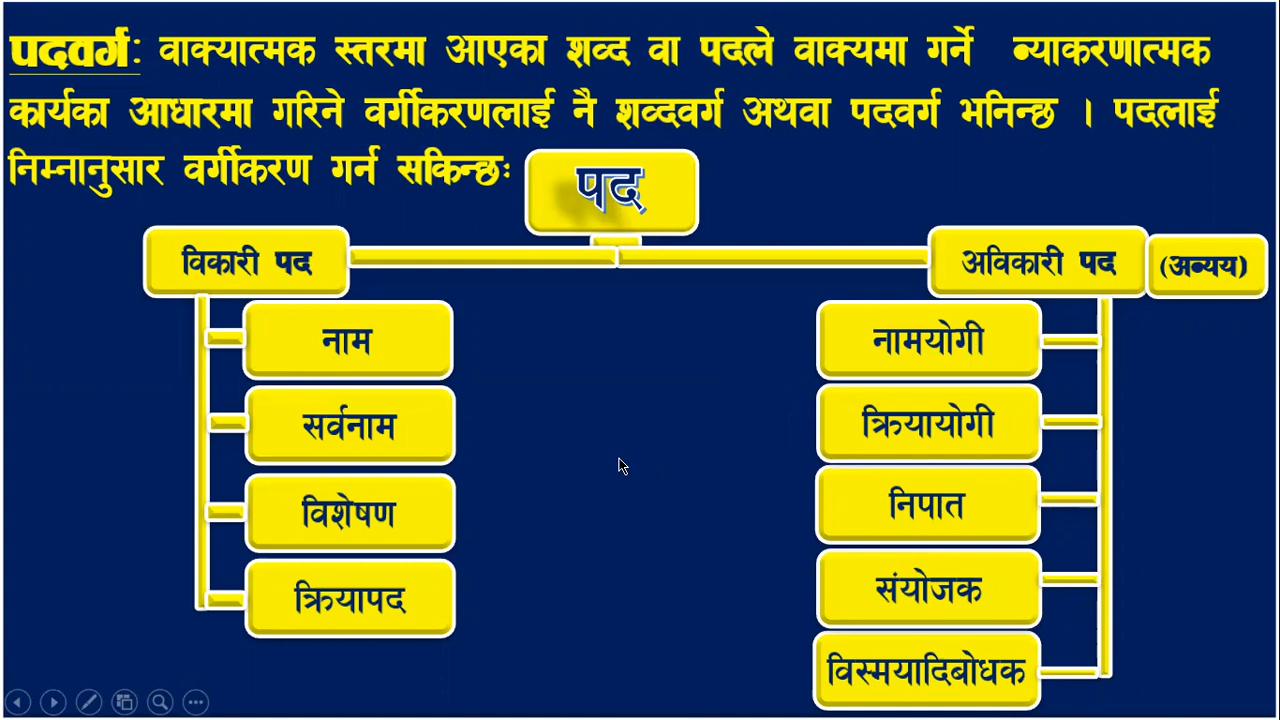 पदवर्ग: वाक्यात्मक स्तरमा आएका शव्द वा पदले वाक्यमा गर्ने ब्याकरणात्मक
कार्यका आधारमा गरिने वर्गीकरणलाई नै शव्दवर्ग अथवा पदवर्ग भनिन्छ । पदलाई
निम्नानुसार वर्गीकरण गर्न सकिन्छः
पद
विकारी पद
अविकारी पद
(अब्यय)
नाम
सर्वनाम
विशेषण
क्रियापद
नामयोगी
क्रियायोगी
निपात
संयोजक
विस्मयादिबोधक